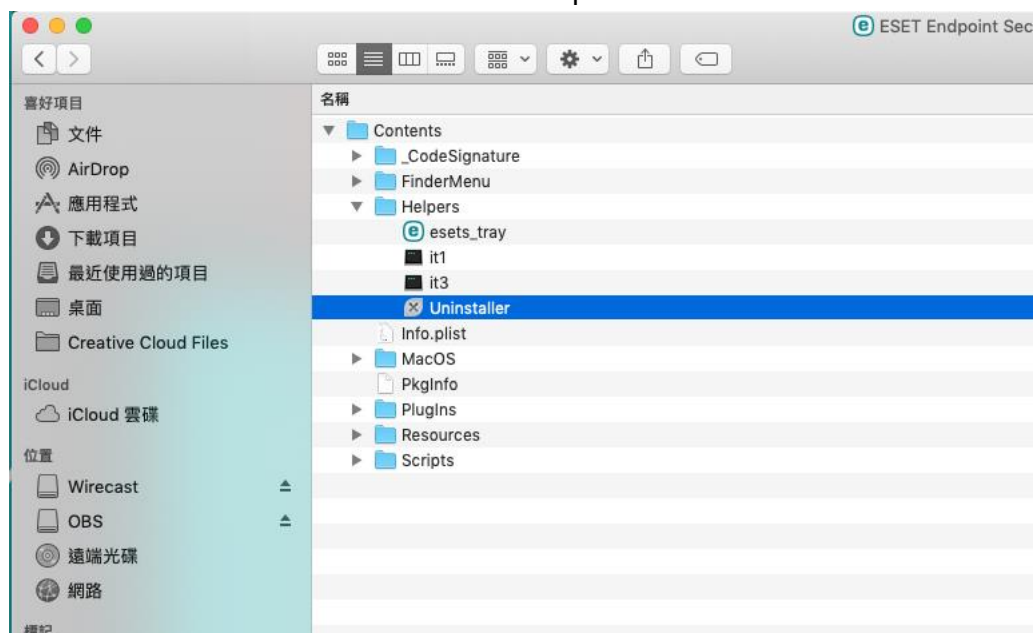 ESET Endpoint Sec
喜好項目
文件
AirDrop
應用程式
下載項目
最近使用過的項目
桌面
Creative Cloud Files
iCloud
iCloud 雲碟
位置
Wirecast
OBS
遠端光碟
網路
標記
名稱
Contents
_CodeSignature
FinderMenu
Helpers
esets_tray
it1
it3
Uninstaller
Info.plist
MacOS
PkgInfo
PlugIns
Resources
Scripts